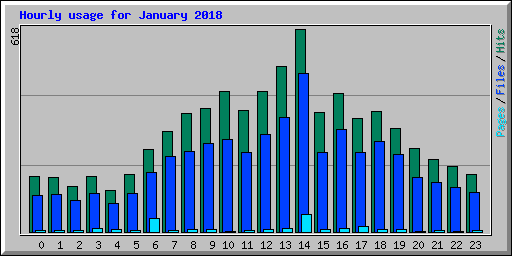 Hourly usage for January 2018
618
Pages/Files/Hits
0 1 2 3 4 5 6 7 8 9 10 11 12 13 14 15 16 17 18 19 20 21 22 23